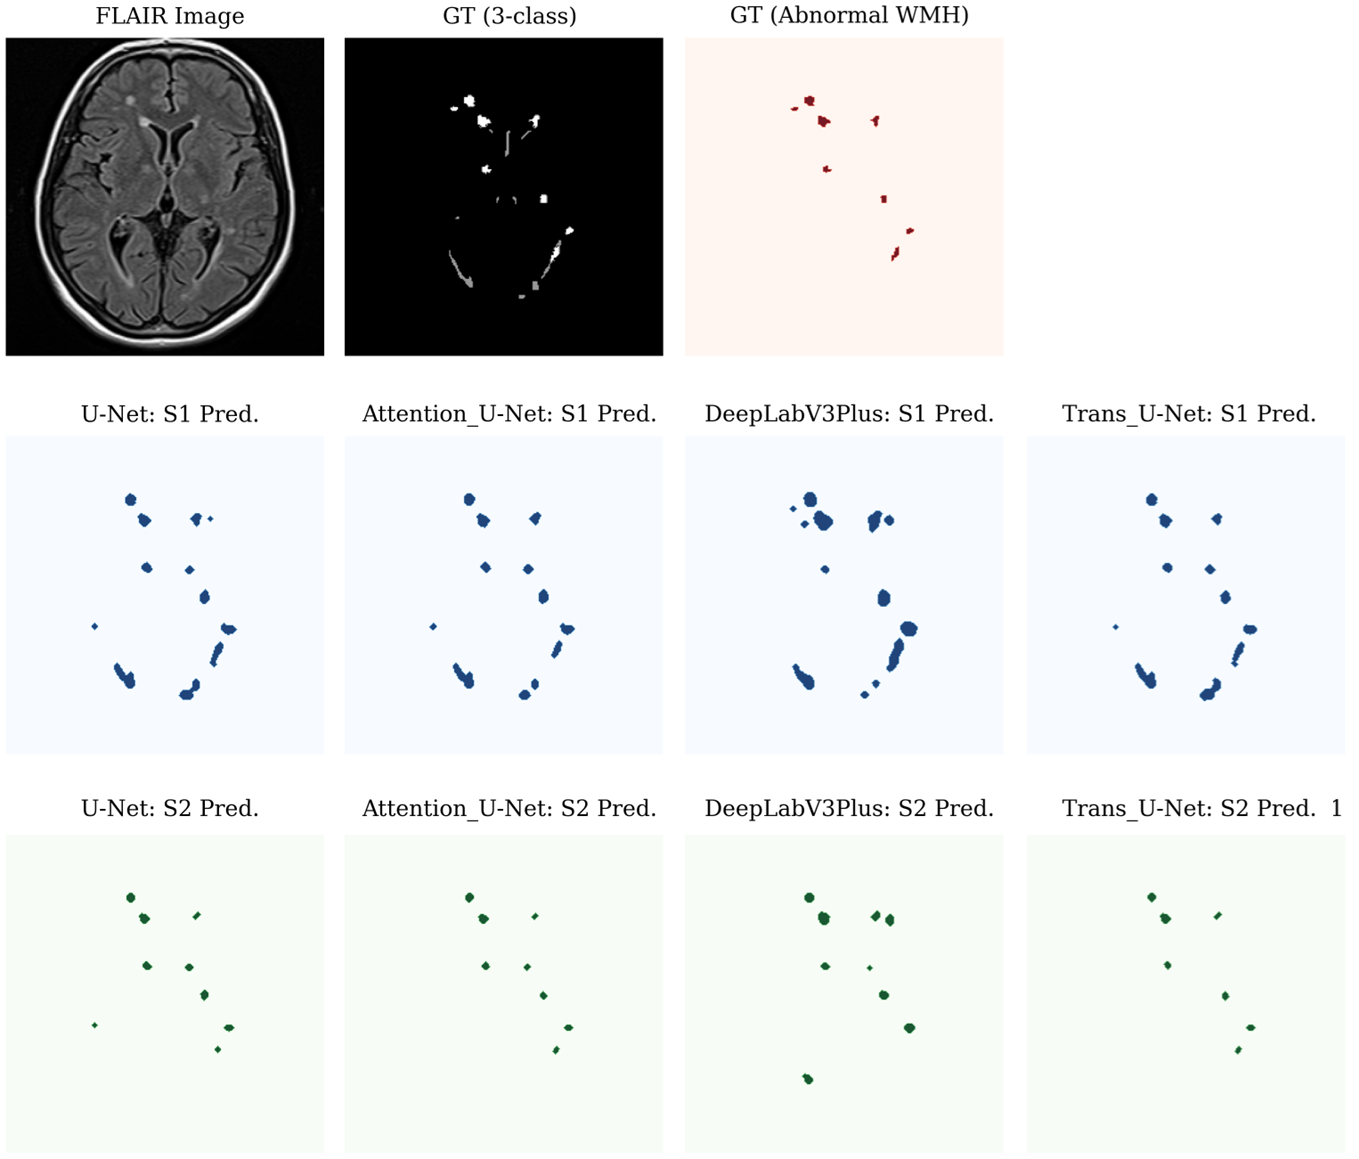 FLAIR Image
GT (3-class)
GT (Abnormal WMH)
U-Net: S1 Pred.
Attention_U-Net: S1 Pred.
DeepLabV3Plus: S1 Pred.
Trans_U-Net: S1 Pred.
U-Net: S2 Pred.
Attention_U-Net: S2 Pred.
DeepLabV3Plus: S2 Pred.
Trans_U-Net: S2 Pred. 1